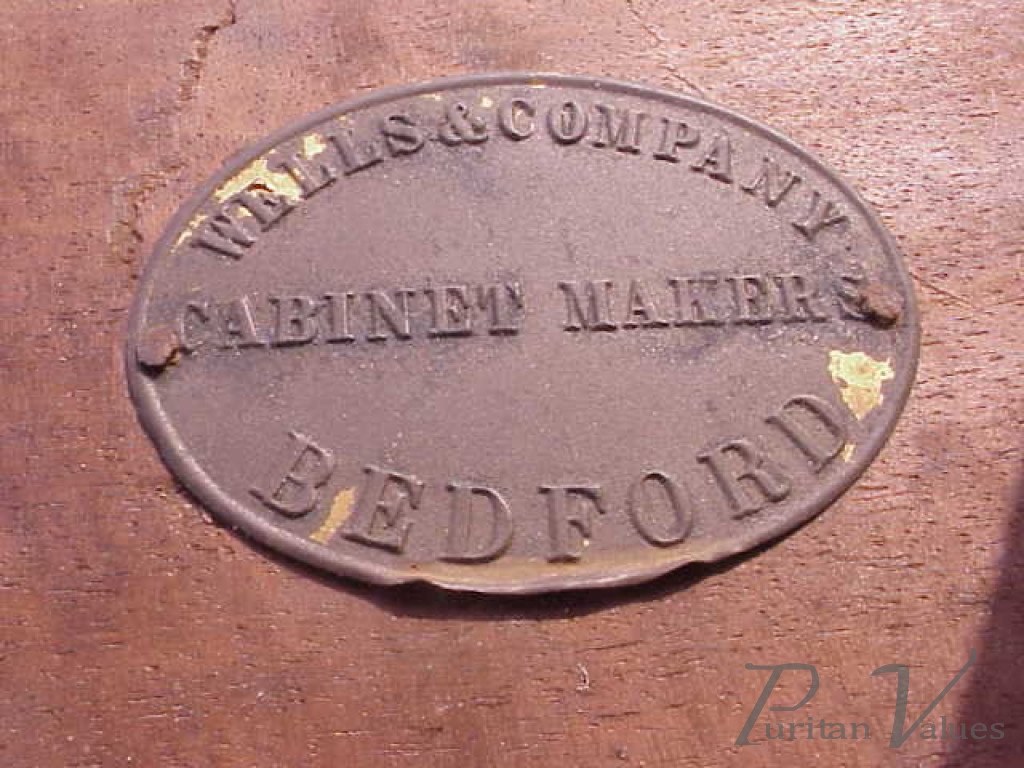 WELLS & COMPANY
CABINET MAKERS
BEDFORD
Puritan Values